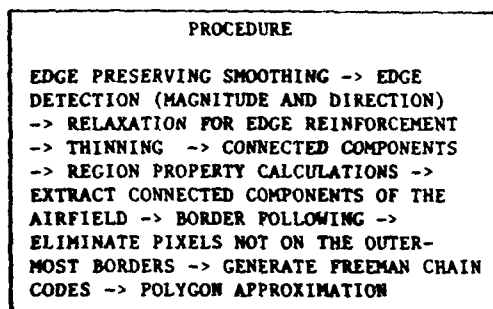 PROCEDURE
EDGE PRESERVING SMOOTHING -> EDGE
DETECTION (MAGNITUDE AND DIRECTION)
-> RELAXATION FOR EDGE REINFORCEMENT
-> THINNING -> CONNECTED COMPONENTS
-> REGION PROPERTY CALCULATIONS ->
EXTRACT CONNECTED COMPONENTS OF THE
AIRFIELD -> BORDER FOLLOWING ->
ELIMINATE PIXELS NOT ON THE OUTER-
MOST BORDERS -> GENERATE FREEMAN CHAIN
CODES -> POLYGON APPROXIMATION